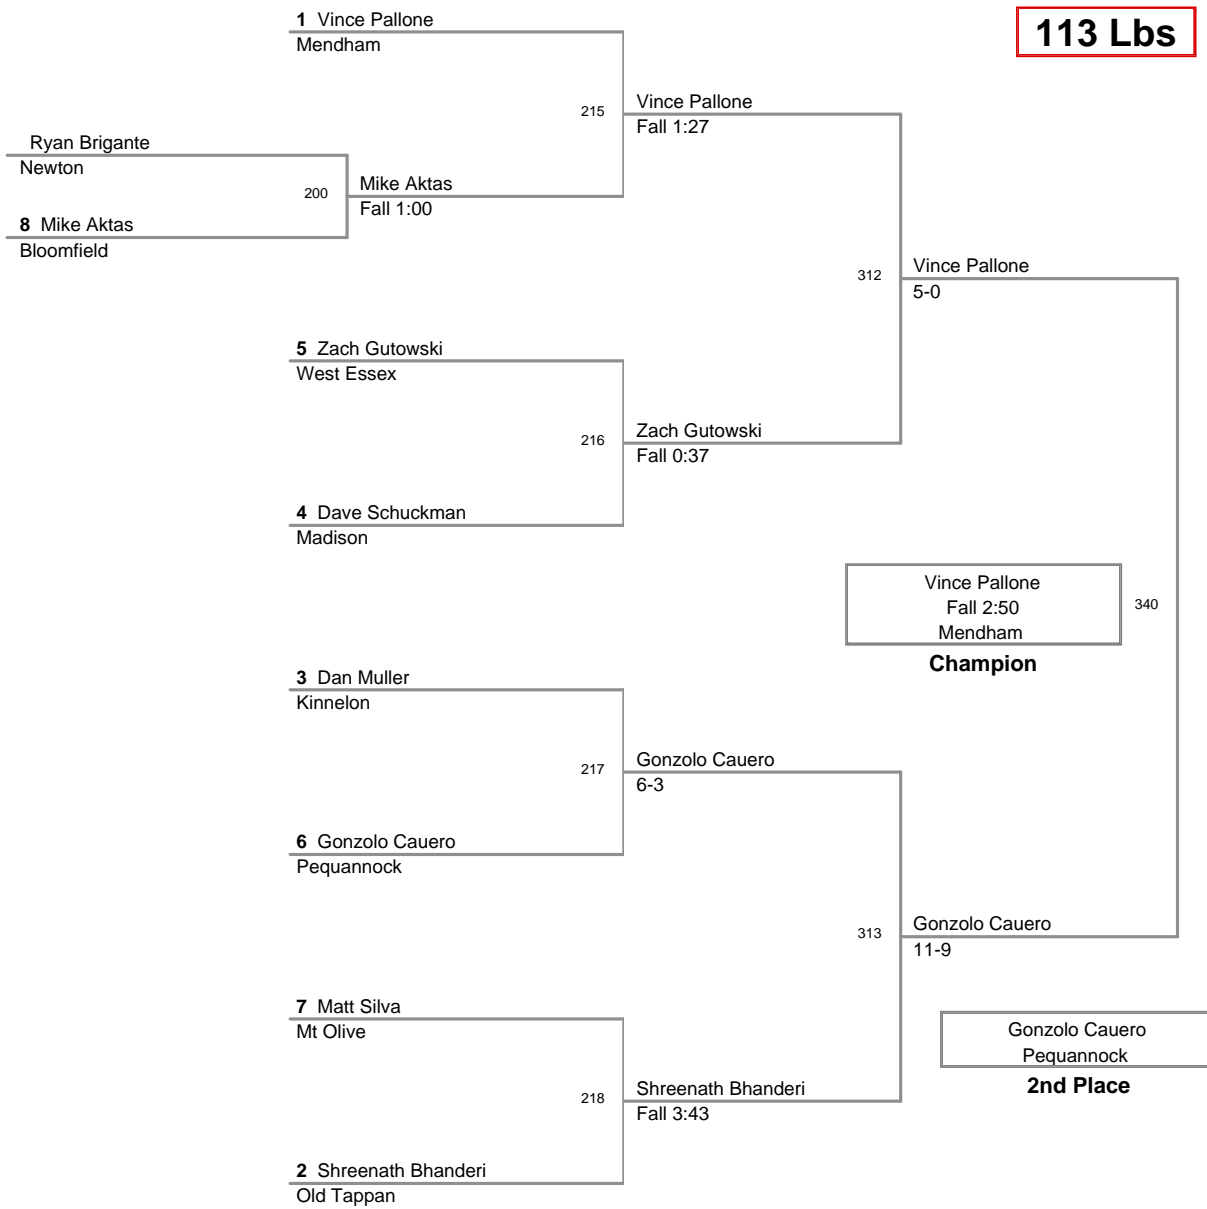 1 Vince Pallone
Mendham
113 Lbs
215
Vince Pallone
Fall 1:27
Ryan Brigante
Newton
200
Mike Aktas
Fall 1:00
8 Mike Aktas
Bloomfield
312
Vince Pallone
5-0
5 Zach Gutowski
West Essex
216
Zach Gutowski
Fall 0:37
4 Dave Schuckman
Madison
Vince Pallone
Fall 2:50
Mendham
340
Champion
3 Dan Muller
Kinnelon
217
Gonzolo Cauero
6-3
6 Gonzolo Cauero
Pequannock
313
Gonzolo Cauero
11-9
7 Matt Silva
Mt Olive
Gonzolo Cauero
Pequannock
2nd Place
218
Shreenath Bhanderi
Fall 3:43
2 Shreenath Bhanderi
Old Tappan